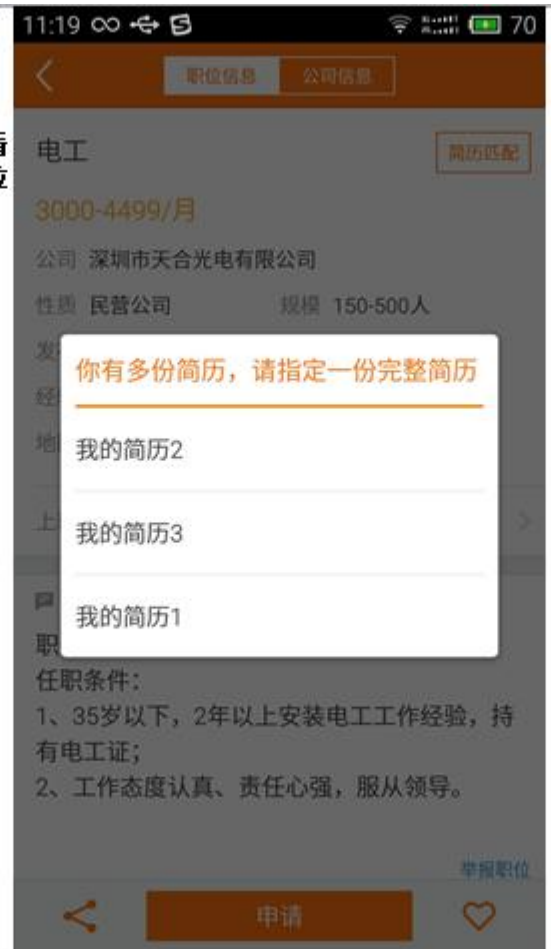 11:19
70
职位信息 公司信息
电工
简历匹配
3000-4499/月
公司 深圳市天合光电有限公司
性质 民营公司 规模 150-500人
发
你有多份简历，请指定一份完整简历
经
地
我的简历2
上
我的简历3
我的简历1
职
任职条件：
1、35岁以下，2年以上安装电工工作经验，持
有电工证；
2、工作态度认真、责任心强，服从领导。
举报职位
申请